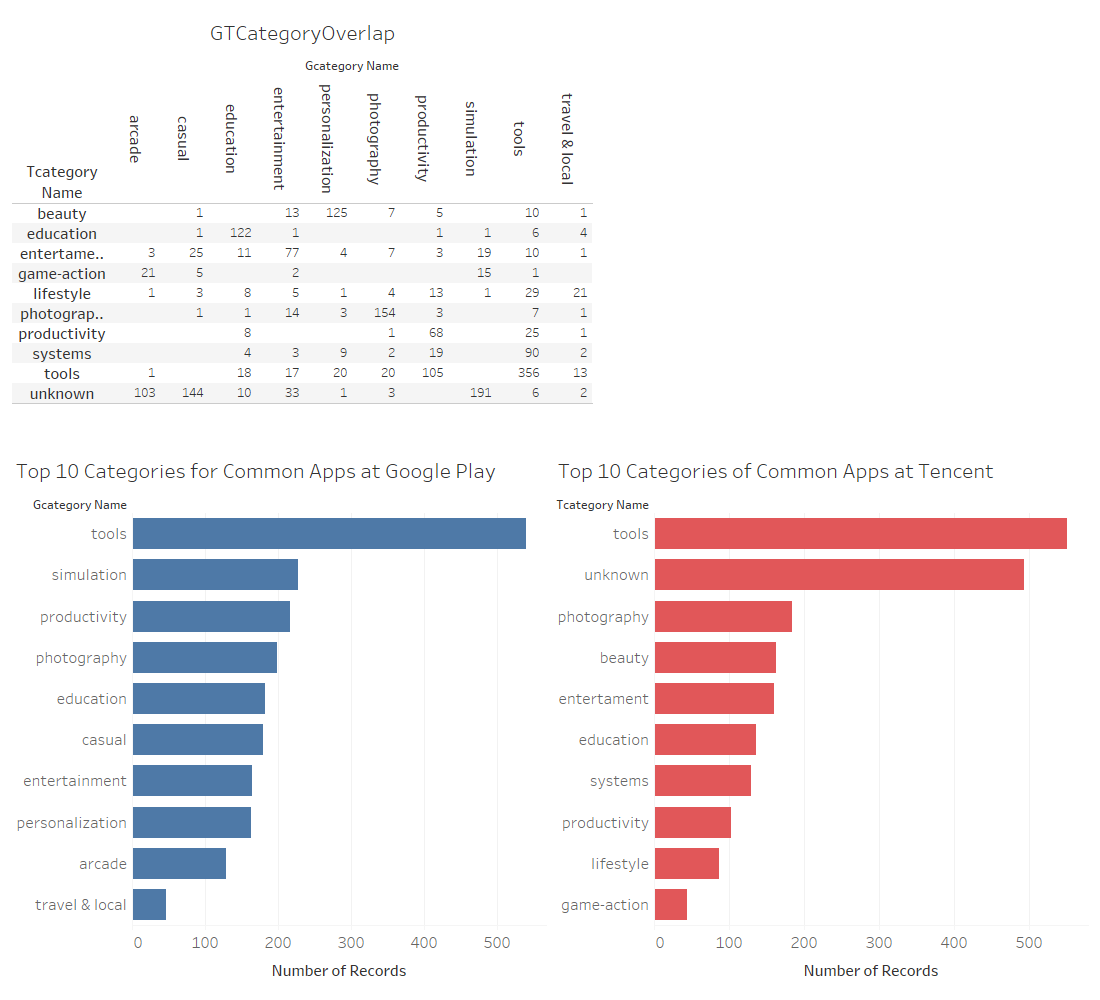 GTCategoryOverlap
Gcategory Name
Tcategory Name arcade casual education entertainment personalization photography productivity simulation tools travel & local
beauty 1 13 125 7 5 10 1
education 1 122 1 1 1 6 4
entertame.. 3 25 11 77 4 7 3 19 10 1
game-action 21 5 2 15 1
lifestyle 1 3 8 5 1 4 13 1 29 21
photograp.. 1 1 14 3 154 3 7 1
productivity 8 1 68 25 1
systems 4 3 9 2 19 90 2
tools 1 18 17 20 20 105 356 13
unknown 103 144 10 33 1 3 191 6 2
Top 10 Categories for Common Apps at Google Play
Gcategory Name
tools
simulation
productivity
photography
education
casual
entertainment
personalization
arcade
travel & local
0 100 200 300 400 500
Number of Records
Top 10 Categories of Common Apps at Tencent
Tcategory Name
tools
unknown
photography
beauty
entertament
education
systems
productivity
lifestyle
game-action
0 100 200 300 400 500
Number of Records